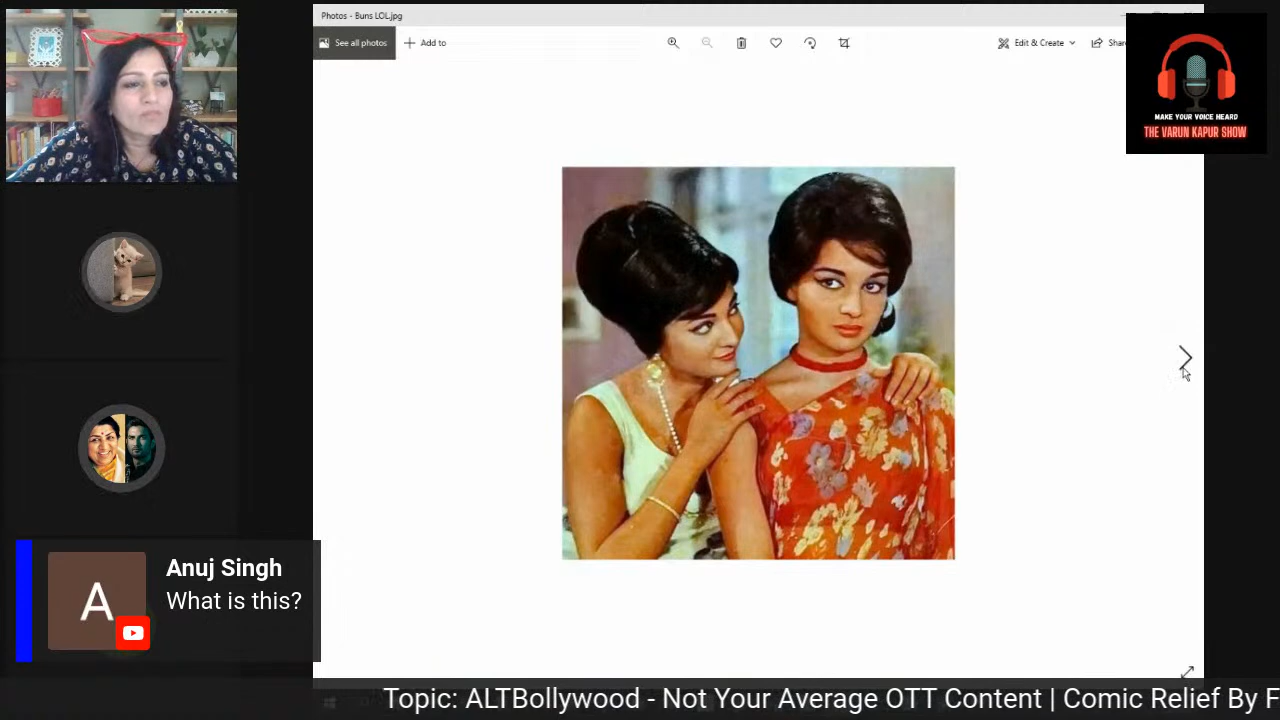 Photos - Buns LOL.jpg
See all photos
Add to
Edit & Create
Shar
MAKE YOUR VOICE HEARD
THE VARUN KAPUR SHOW
A
Anuj Singh
What is this?
Topic: ALTBollywood - Not Your Average OTT Content | Comic Relief By F